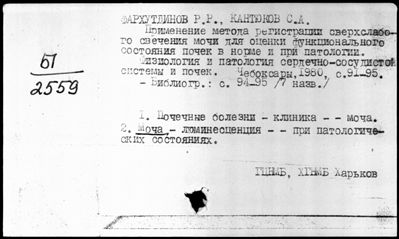 ФАРХУТДИНОВ Р.Р., КАНТЮКОВ С.А.
Применение метода регистрации сверхслабо-
го свечения мочи для оценки функционального
состояния почек в норме и при патологии.
Физиология и патология сердечно-сосудистой
системы и почек. Чебоксары, 1980, с.91-95.
- Библиогр.: с. 94-95 /7 назв./
БП
2559
1. Почечные болезни - клиника - - моча.
2. Моча - люминесценция - - при патологиче-
ских состояниях.
ГЦНМБ, ХГНМБ Харьков